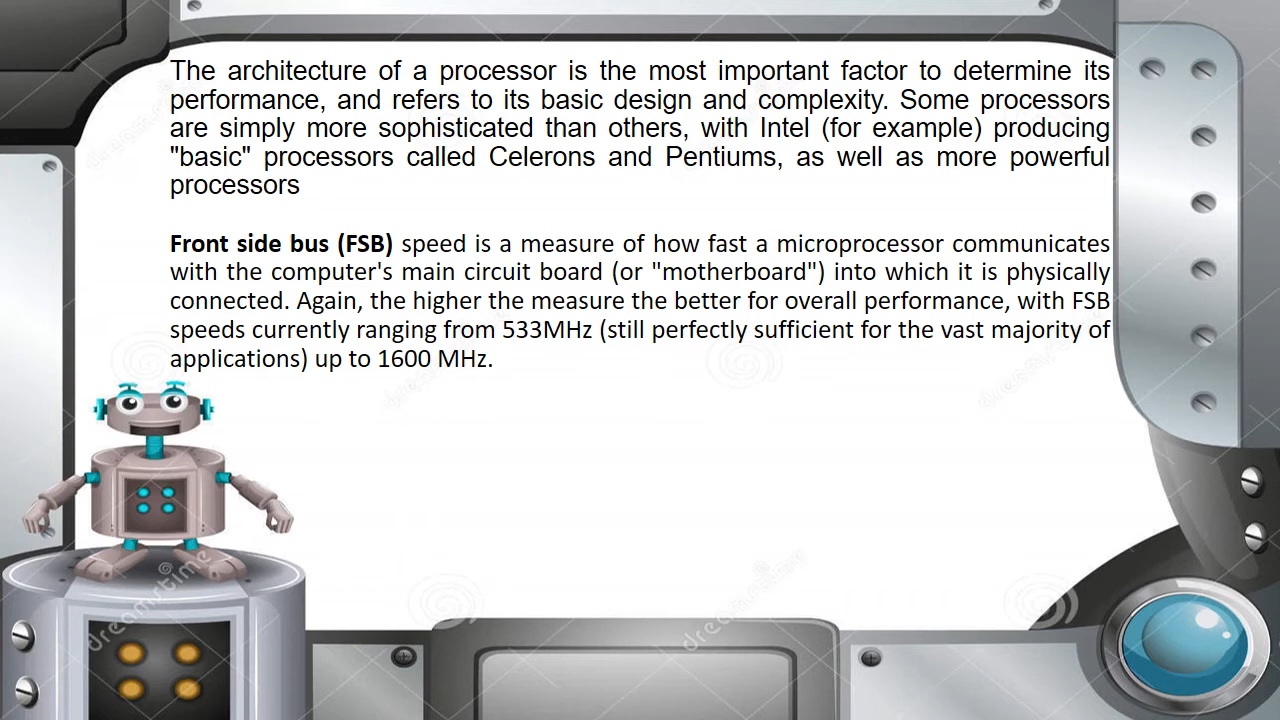 The architecture of a processor is the most important factor to determine its
performance, and refers to its basic design and complexity. Some processors
are simply more sophisticated than others, with Intel (for example) producing
"basic" processors called Celerons and Pentiums, as well as more powerful
processors
Front side bus (FSB) speed is a measure of how fast a microprocessor communicates
with the computer's main circuit board (or "motherboard") into which it is physically
connected. Again, the higher the measure the better for overall performance, with FSB
speeds currently ranging from 533MHz (still perfectly sufficient for the vast majority of
applications) up to 1600 MHz.
dreamstime
dreamstime